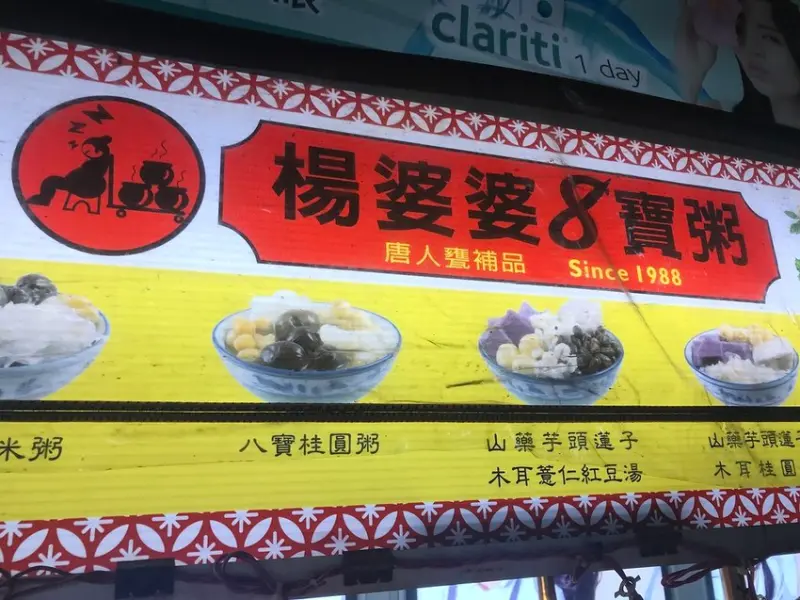 clariti
1 day
zzz
楊婆婆8寶粥
唐人甕補品 Since 1988
米粥
八寶桂圓粥
山藥芋頭蓮子
木耳薏仁紅豆湯
山藥芋頭蓮子
木耳桂圓